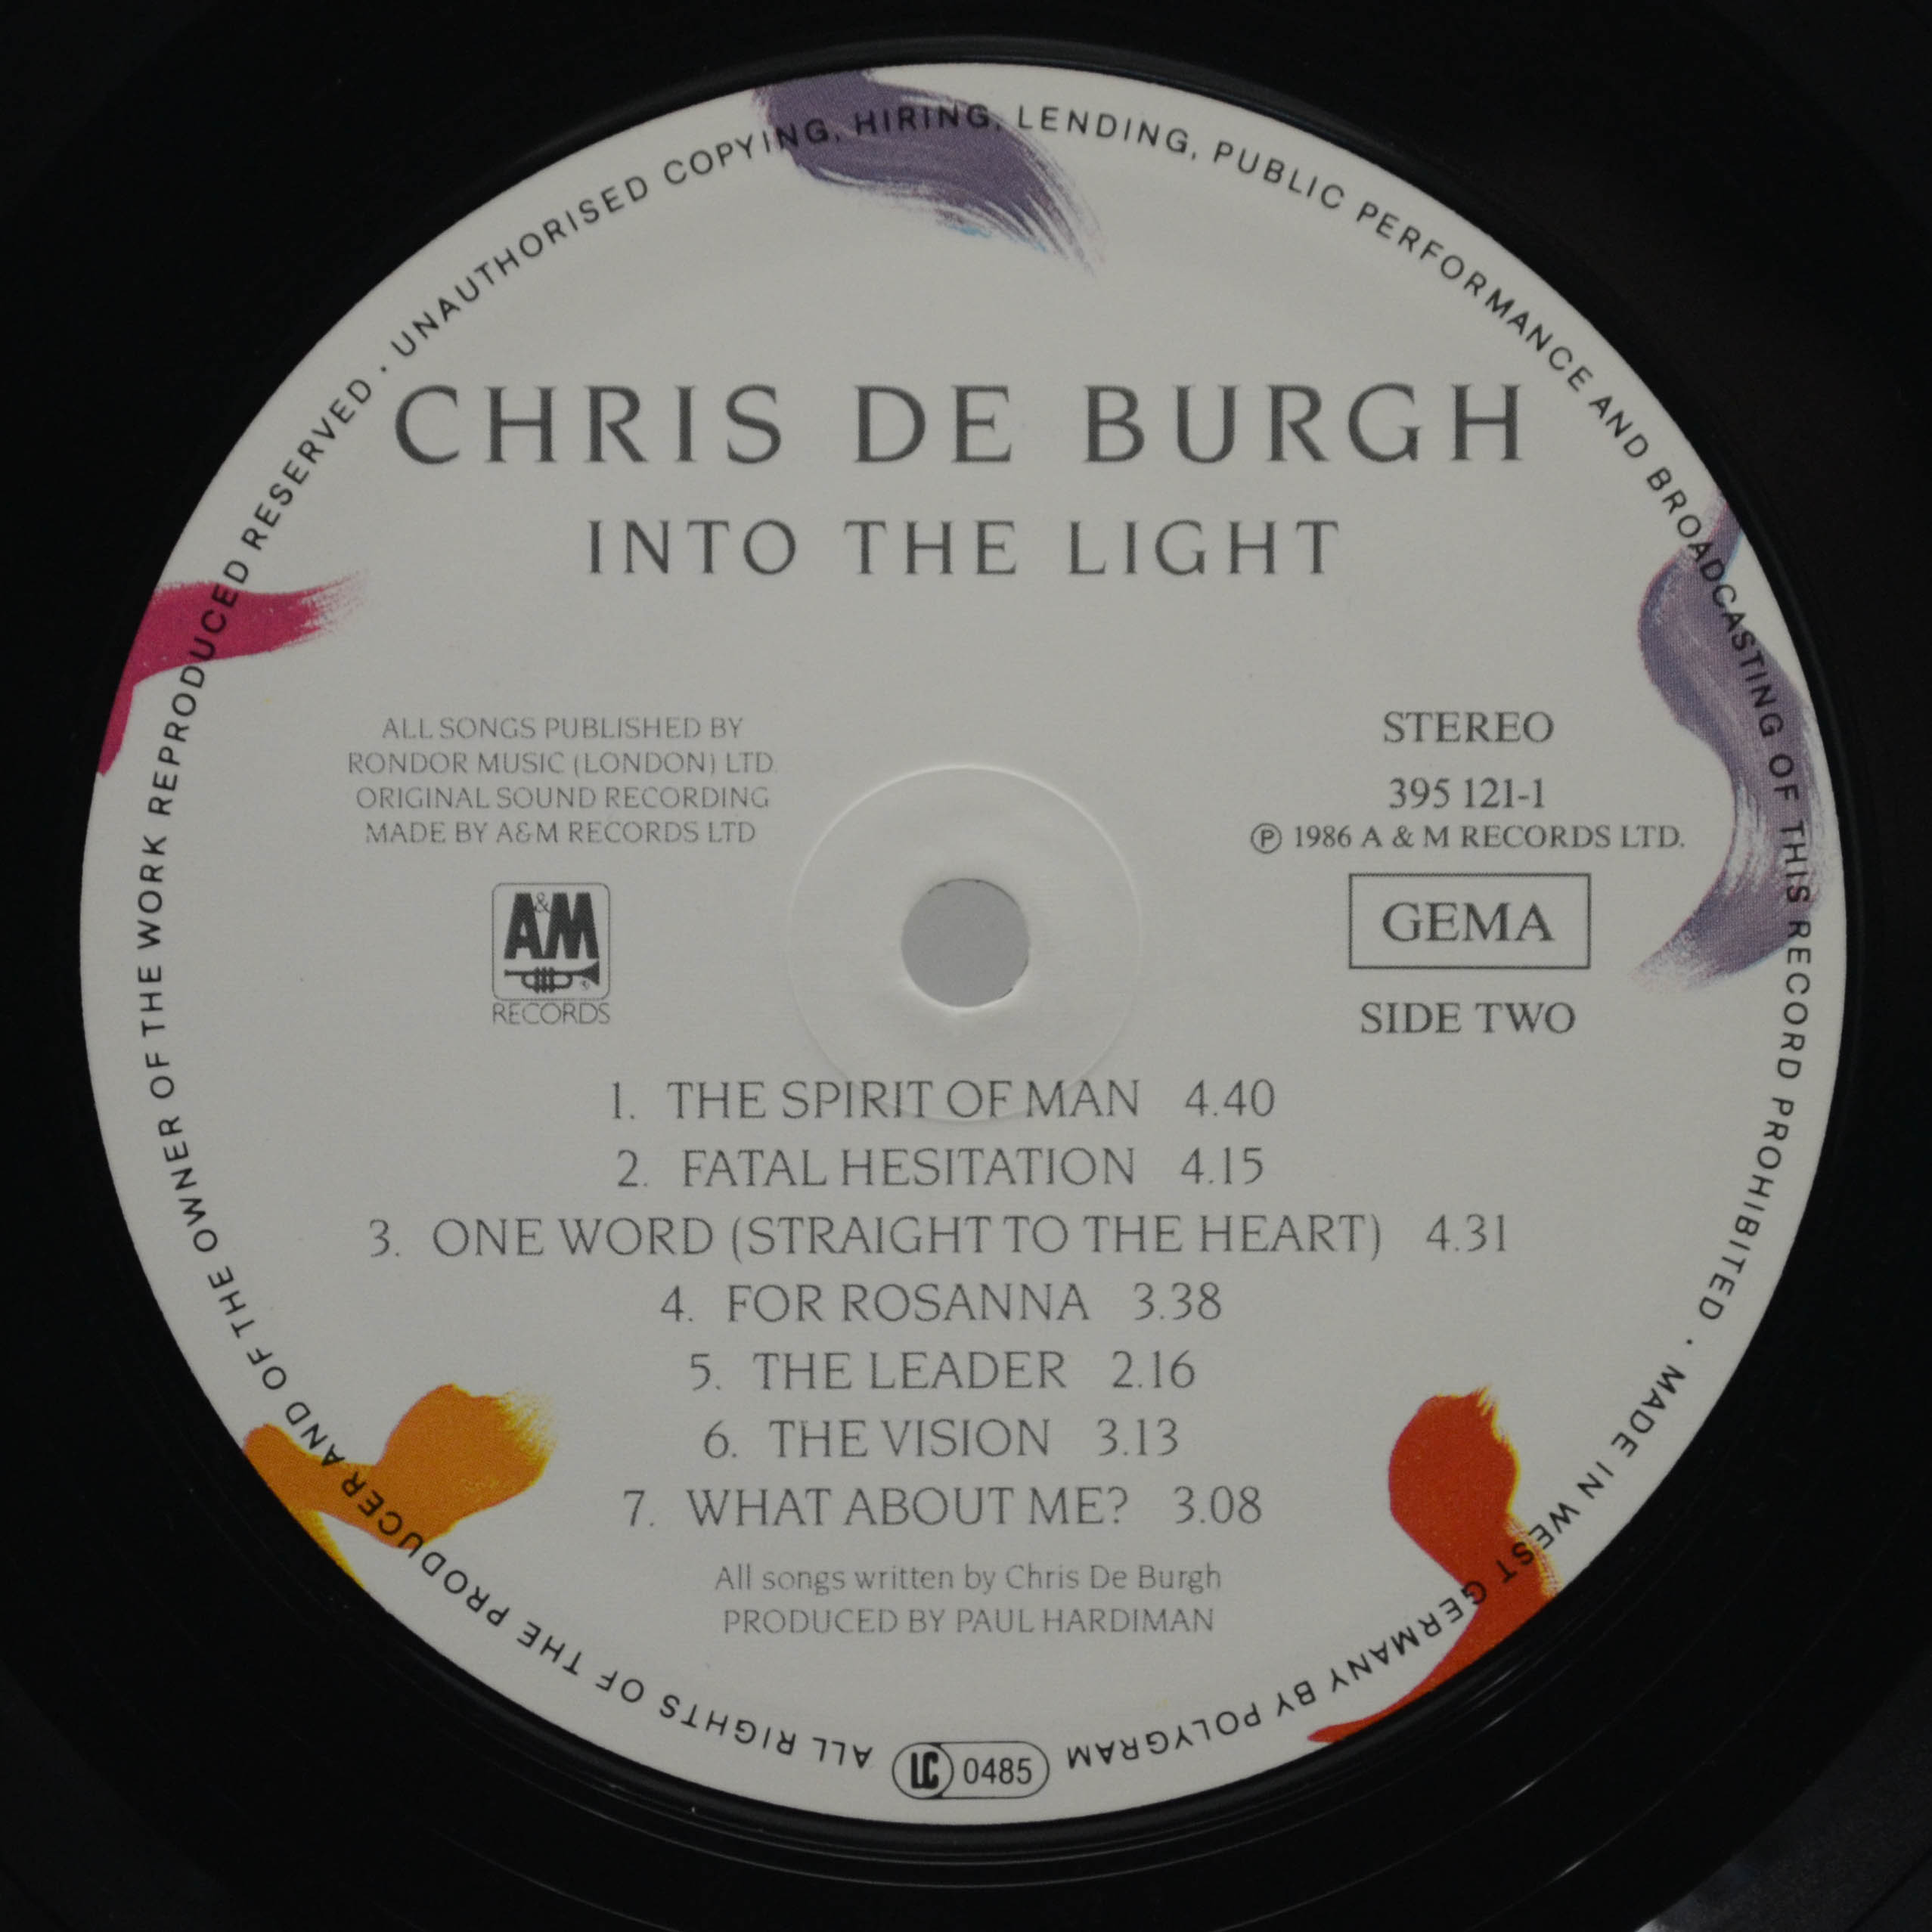 ALL RIGHTS OF THE PRODUCER AND OF THE OWNER OF THE WORK REPRODUCED RESERVED · UNAUTHORISED COPYING, HIRING, LENDING, PUBLIC PERFORMANCE AND BROADCASTING OF THIS RECORD PROHIBITED · MADE IN WEST GERMANY BY POLYGRAM
CHRIS DE BURGH
INTO THE LIGHT
ALL SONGS PUBLISHED BY
RONDOR MUSIC (LONDON) LTD.
ORIGINAL SOUND RECORDING
MADE BY A&M RECORDS LTD
A&M
RECORDS
STEREO
395 121-1
℗ 1986 A & M RECORDS LTD.
GEMA
SIDE TWO
1. THE SPIRIT OF MAN 4.40
2. FATAL HESITATION 4.15
3. ONE WORD (STRAIGHT TO THE HEART) 4.31
4. FOR ROSANNA 3.38
5. THE LEADER 2.16
6. THE VISION 3.13
7. WHAT ABOUT ME? 3.08
All songs written by Chris De Burgh
PRODUCED BY PAUL HARDIMAN
LC 0485